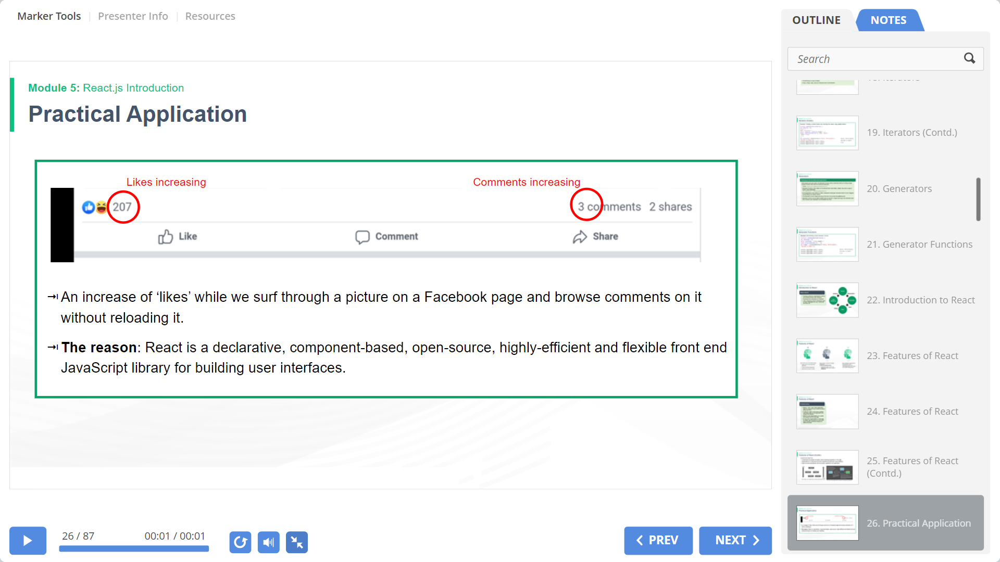 Marker Tools
Presenter Info
Resources
OUTLINE
NOTES
Search
Module 5: React.js Introduction
Practical Application
Likes increasing
Comments increasing
207
3 comments
2 shares
Like
Comment
Share
An increase of ‘likes’ while we surf through a picture on a Facebook page and browse comments on it
without reloading it.
The reason: React is a declarative, component-based, open-source, highly-efficient and flexible front end
JavaScript library for building user interfaces.
19. Iterators (Contd.)
20. Generators
21. Generator Functions
22. Introduction to React
23. Features of React
24. Features of React
25. Features of React
(Contd.)
26. Practical Application
26 / 87
00:01 / 00:01
PREV
NEXT